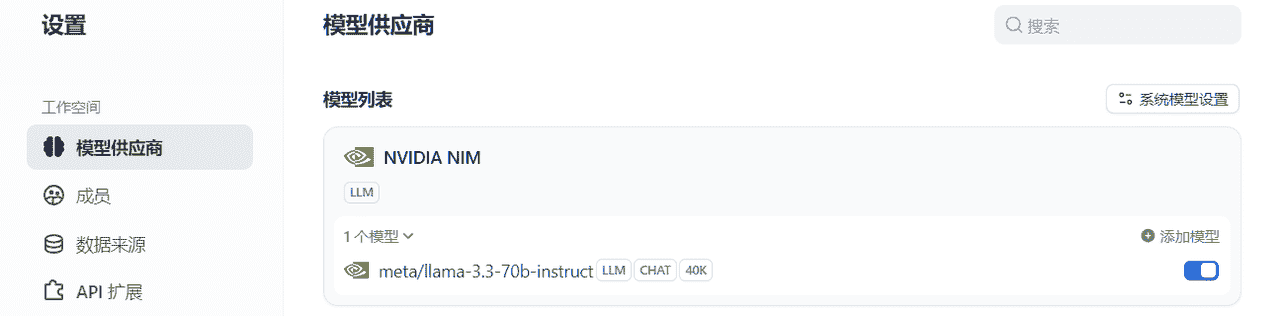 设置
工作空间
模型供应商
成员
数据来源
API 扩展
模型供应商
搜索
模型列表
系统模型设置
NVIDIA NIM
LLM
1 个模型
添加模型
meta/llama-3.3-70b-instruct LLM CHAT 40K